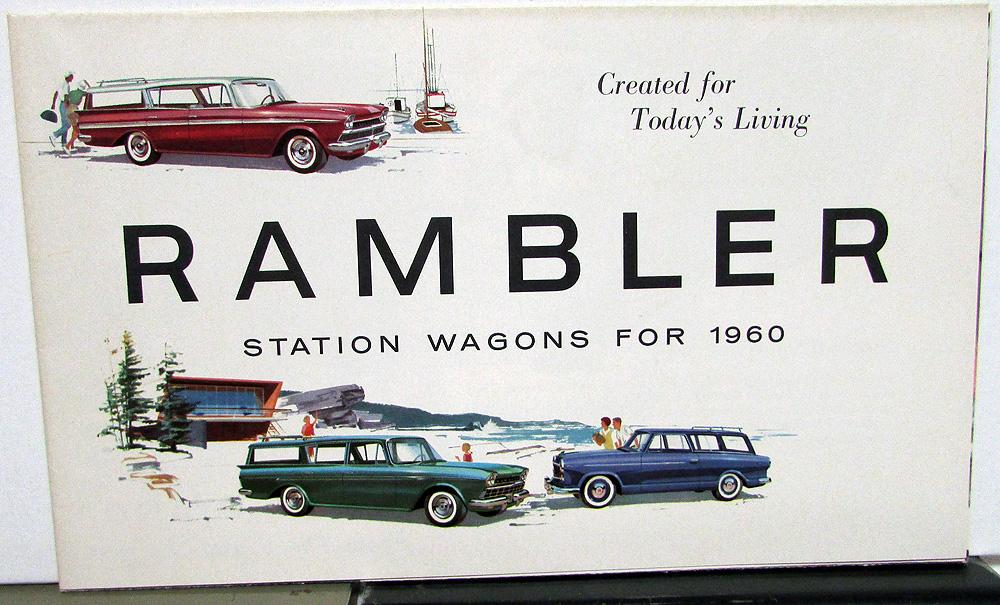 Created for
Today's Living
RAMBLER
STATION WAGONS FOR 1960